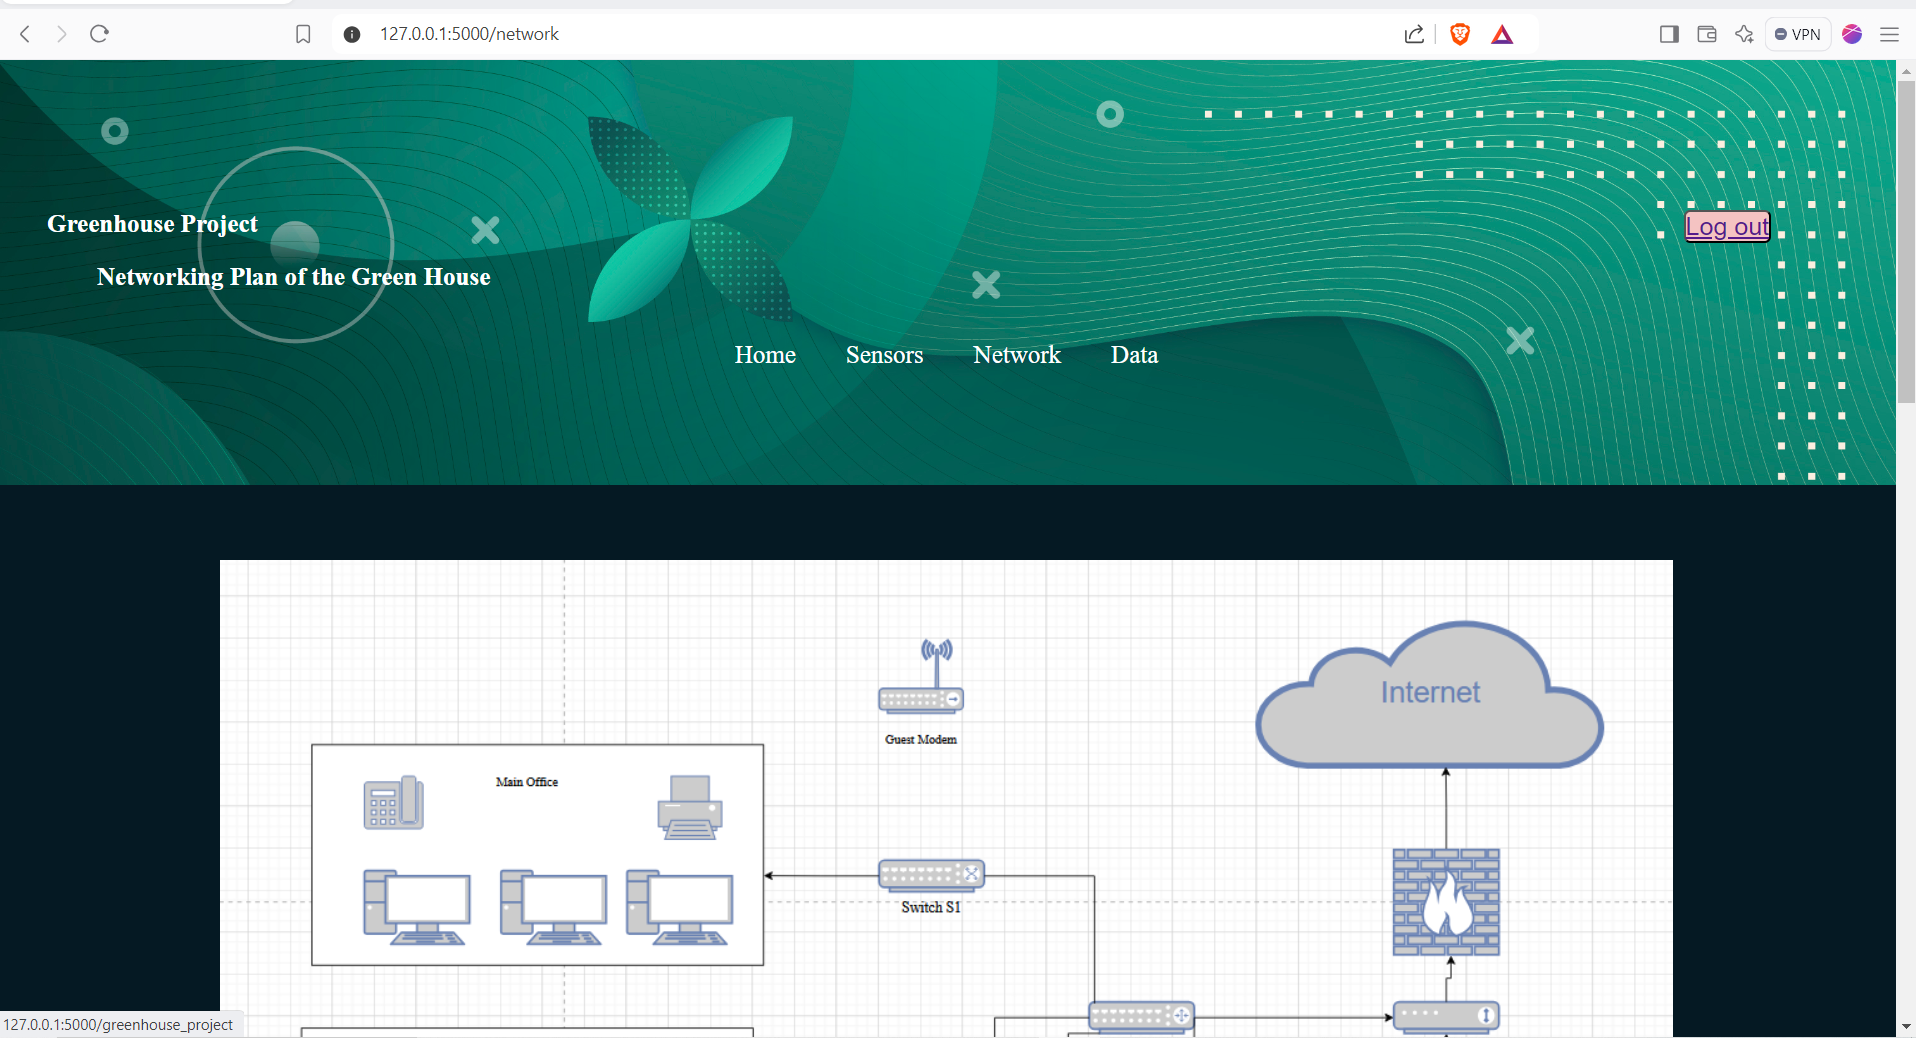 127.0.0.1:5000/network
VPN
Greenhouse Project
Log out
Networking Plan of the Green House
Home Sensors Network Data
Internet
Guest Modem
Main Office
Switch S1
127.0.0.1:5000/greenhouse_project